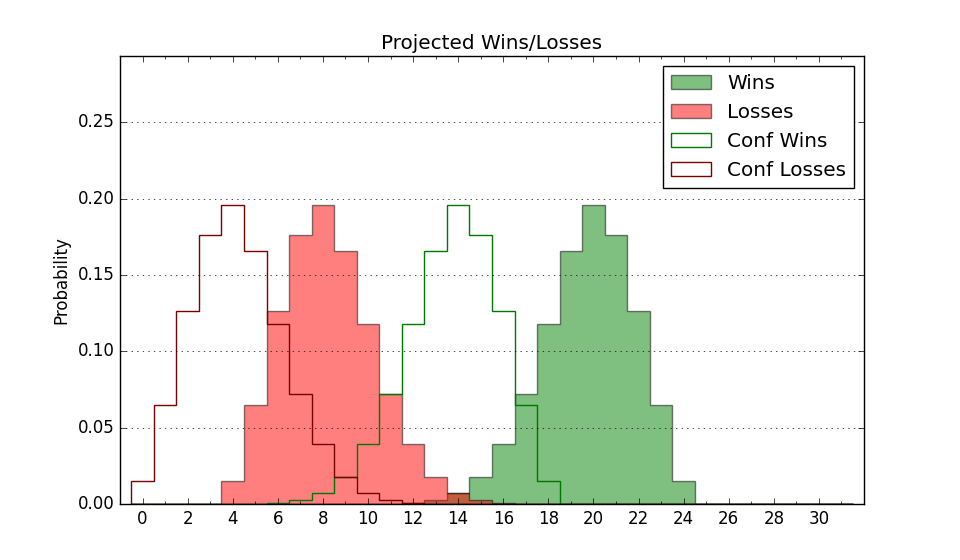 Projected Wins/Losses
Wins
Losses
Conf Wins
Conf Losses
Probability
0.25
0.20
0.15
0.10
0.05
0.00
0 2 4 6 8 10 12 14 16 18 20 22 24 26 28 30